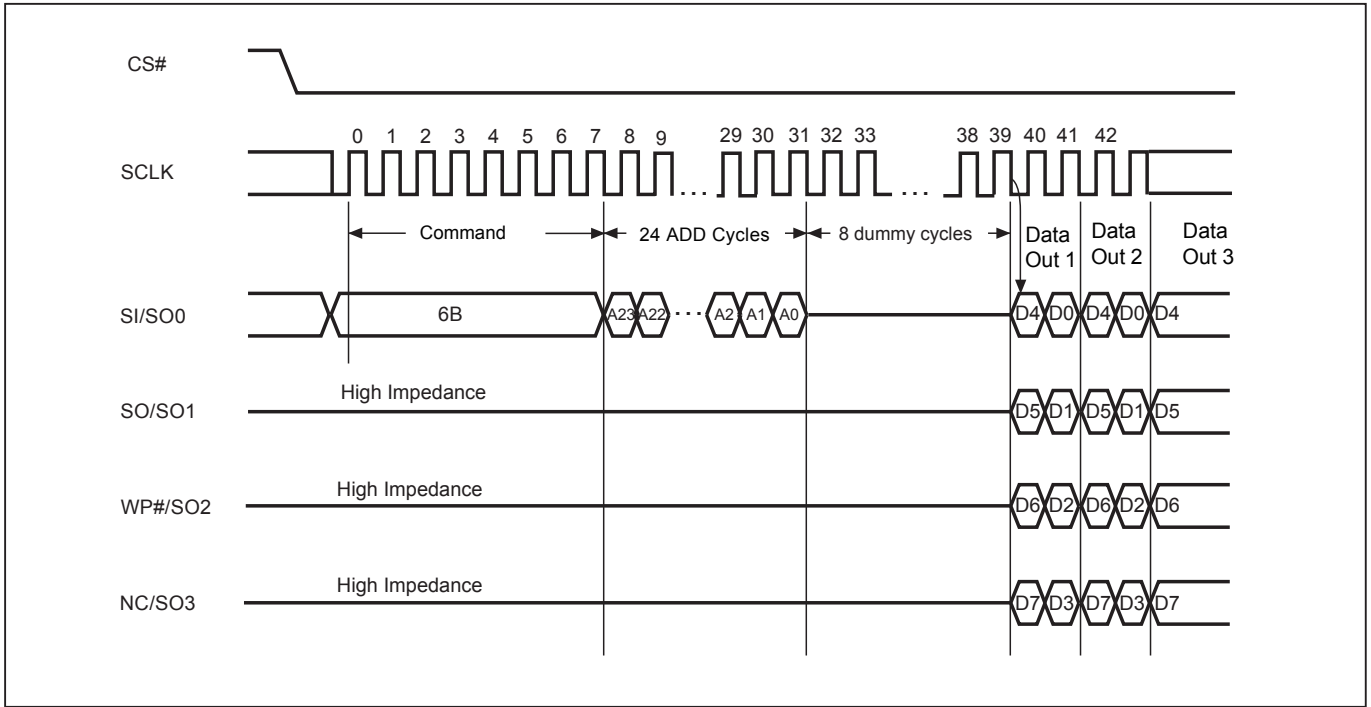 CS#
0 1 2 3 4 5 6 7 8 9 29 30 31 32 33 38 39 40 41 42
SCLK
. . . . . .
Command 24 ADD Cycles 8 dummy cycles Data Out 1 Data Out 2 Data Out 3
SI/SO0 6B A23 A22 · · · A2 A1 A0 D4 D0 D4 D0 D4
High Impedance
SO/SO1 D5 D1 D5 D1 D5
High Impedance
WP#/SO2 D6 D2 D6 D2 D6
High Impedance
NC/SO3 D7 D3 D7 D3 D7